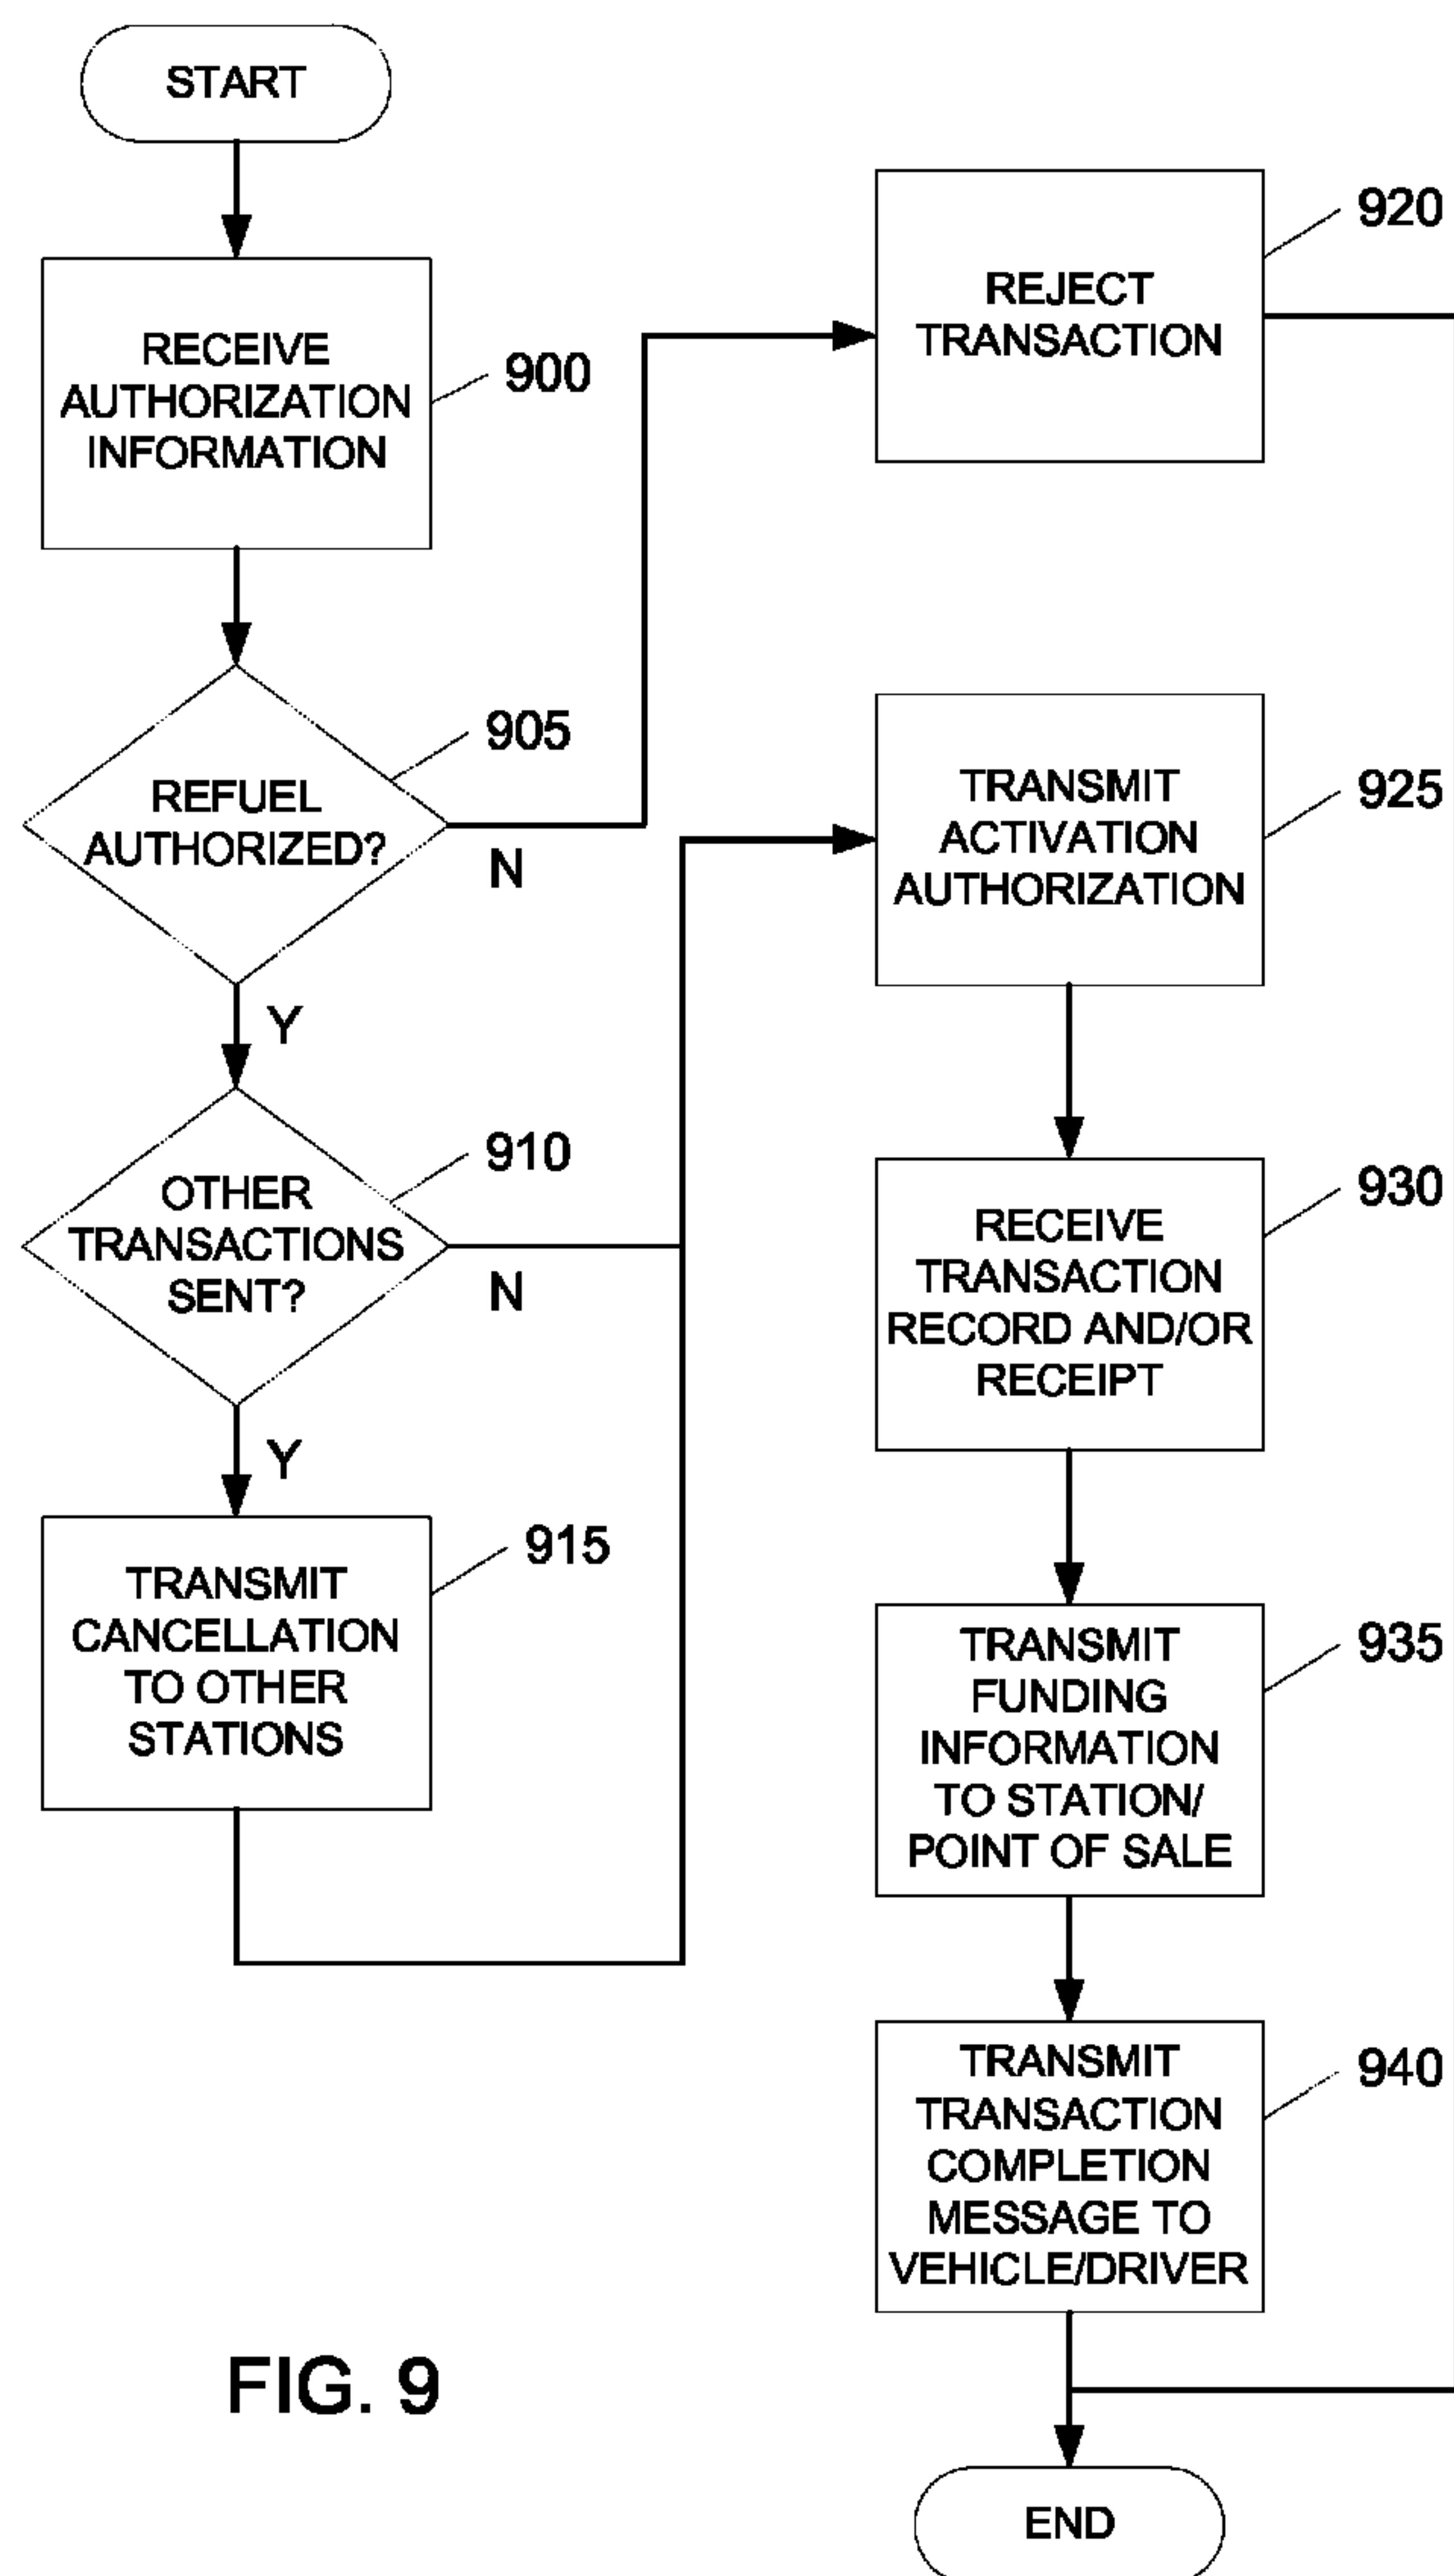 START
RECEIVE
AUTHORIZATION
INFORMATION
900
REFUEL
AUTHORIZED?
905
N
Y
OTHER
TRANSACTIONS
SENT?
910
N
Y
TRANSMIT
CANCELLATION
TO OTHER
STATIONS
915
REJECT
TRANSACTION
920
TRANSMIT
ACTIVATION
AUTHORIZATION
925
RECEIVE
TRANSACTION
RECORD AND/OR
RECEIPT
930
TRANSMIT
FUNDING
INFORMATION
TO STATION/
POINT OF SALE
935
TRANSMIT
TRANSACTION
COMPLETION
MESSAGE TO
VEHICLE/DRIVER
940
END
FIG. 9